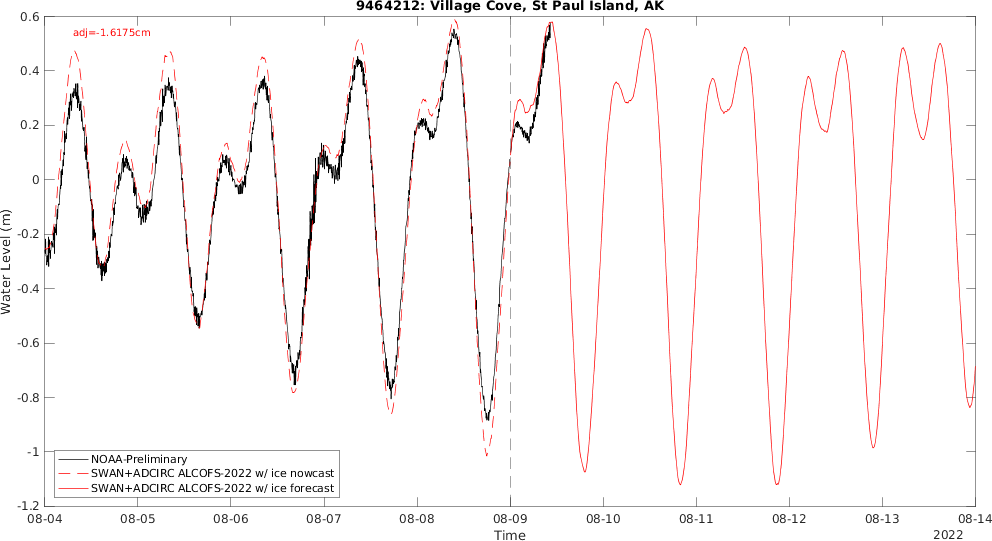 9464212: Village Cove, St Paul Island, AK
adj=-1.6175cm
0.6
0.4
0.2
0
-0.2
-0.4
-0.6
-0.8
-1
-1.2
Water Level (m)
NOAA-Preliminary
SWAN+ADCIRC ALCOFS-2022 w/ ice nowcast
SWAN+ADCIRC ALCOFS-2022 w/ ice forecast
08-04 08-05 08-06 08-07 08-08 08-09 08-10 08-11 08-12 08-13 08-14
Time
2022